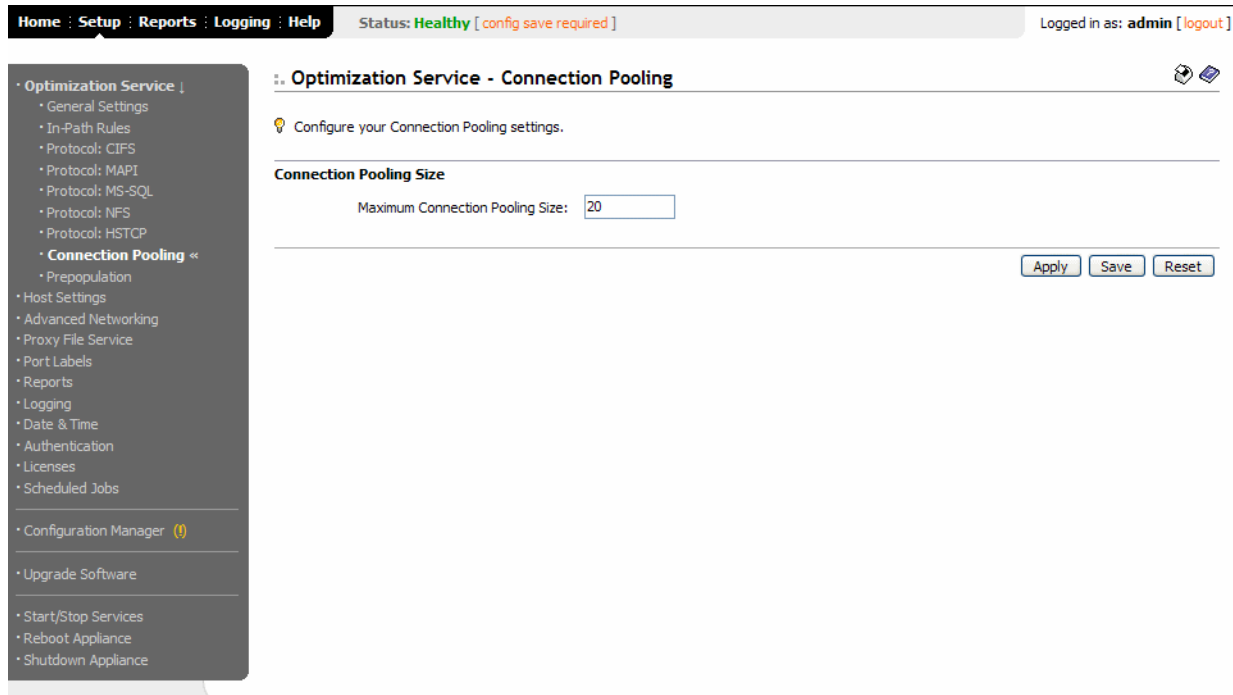 Home : Setup : Reports : Logging : Help
Status: Healthy [ config save required ]
Logged in as: admin [ logout ]
· Optimization Service ↓
· General Settings
· In-Path Rules
· Protocol: CIFS
· Protocol: MAPI
· Protocol: MS-SQL
· Protocol: NFS
· Protocol: HSTCP
· Connection Pooling «
· Prepopulation
· Host Settings
· Advanced Networking
· Proxy File Service
· Port Labels
· Reports
· Logging
· Date & Time
· Authentication
· Licenses
· Scheduled Jobs
· Configuration Manager (!)
· Upgrade Software
· Start/Stop Services
· Reboot Appliance
· Shutdown Appliance
:. Optimization Service - Connection Pooling
Configure your Connection Pooling settings.
Connection Pooling Size
Maximum Connection Pooling Size: 20
Apply Save Reset